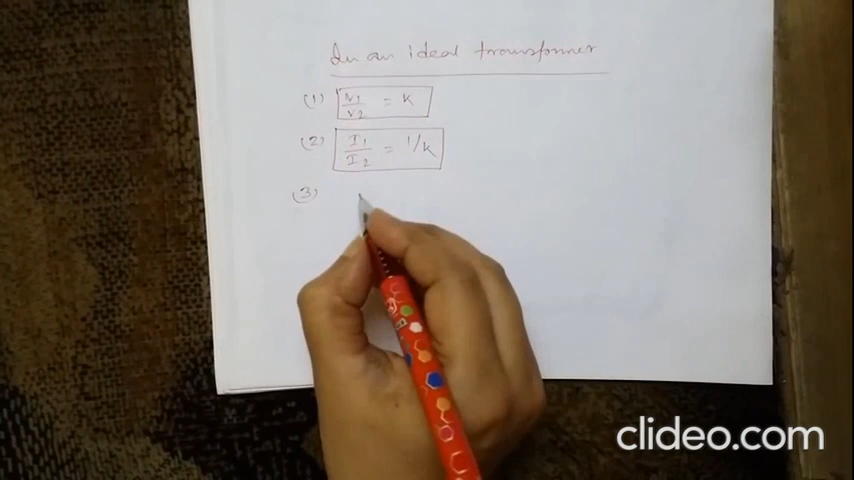 In an ideal transformer
(1) V1/V2 = K
(2) I1/I2 = 1/K
(3)
clideo.com